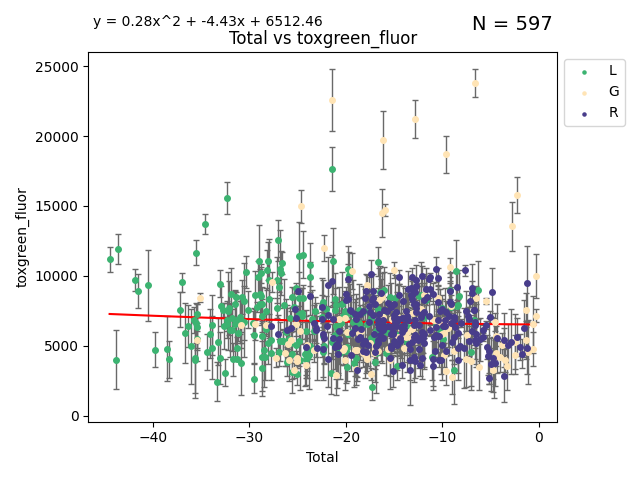 y = 0.28x^2 + -4.43x + 6512.46
N = 597
Total vs toxgreen_fluor
25000
20000
15000
10000
5000
0
toxgreen_fluor
−40
−30
−20
−10
0
Total
L
G
R